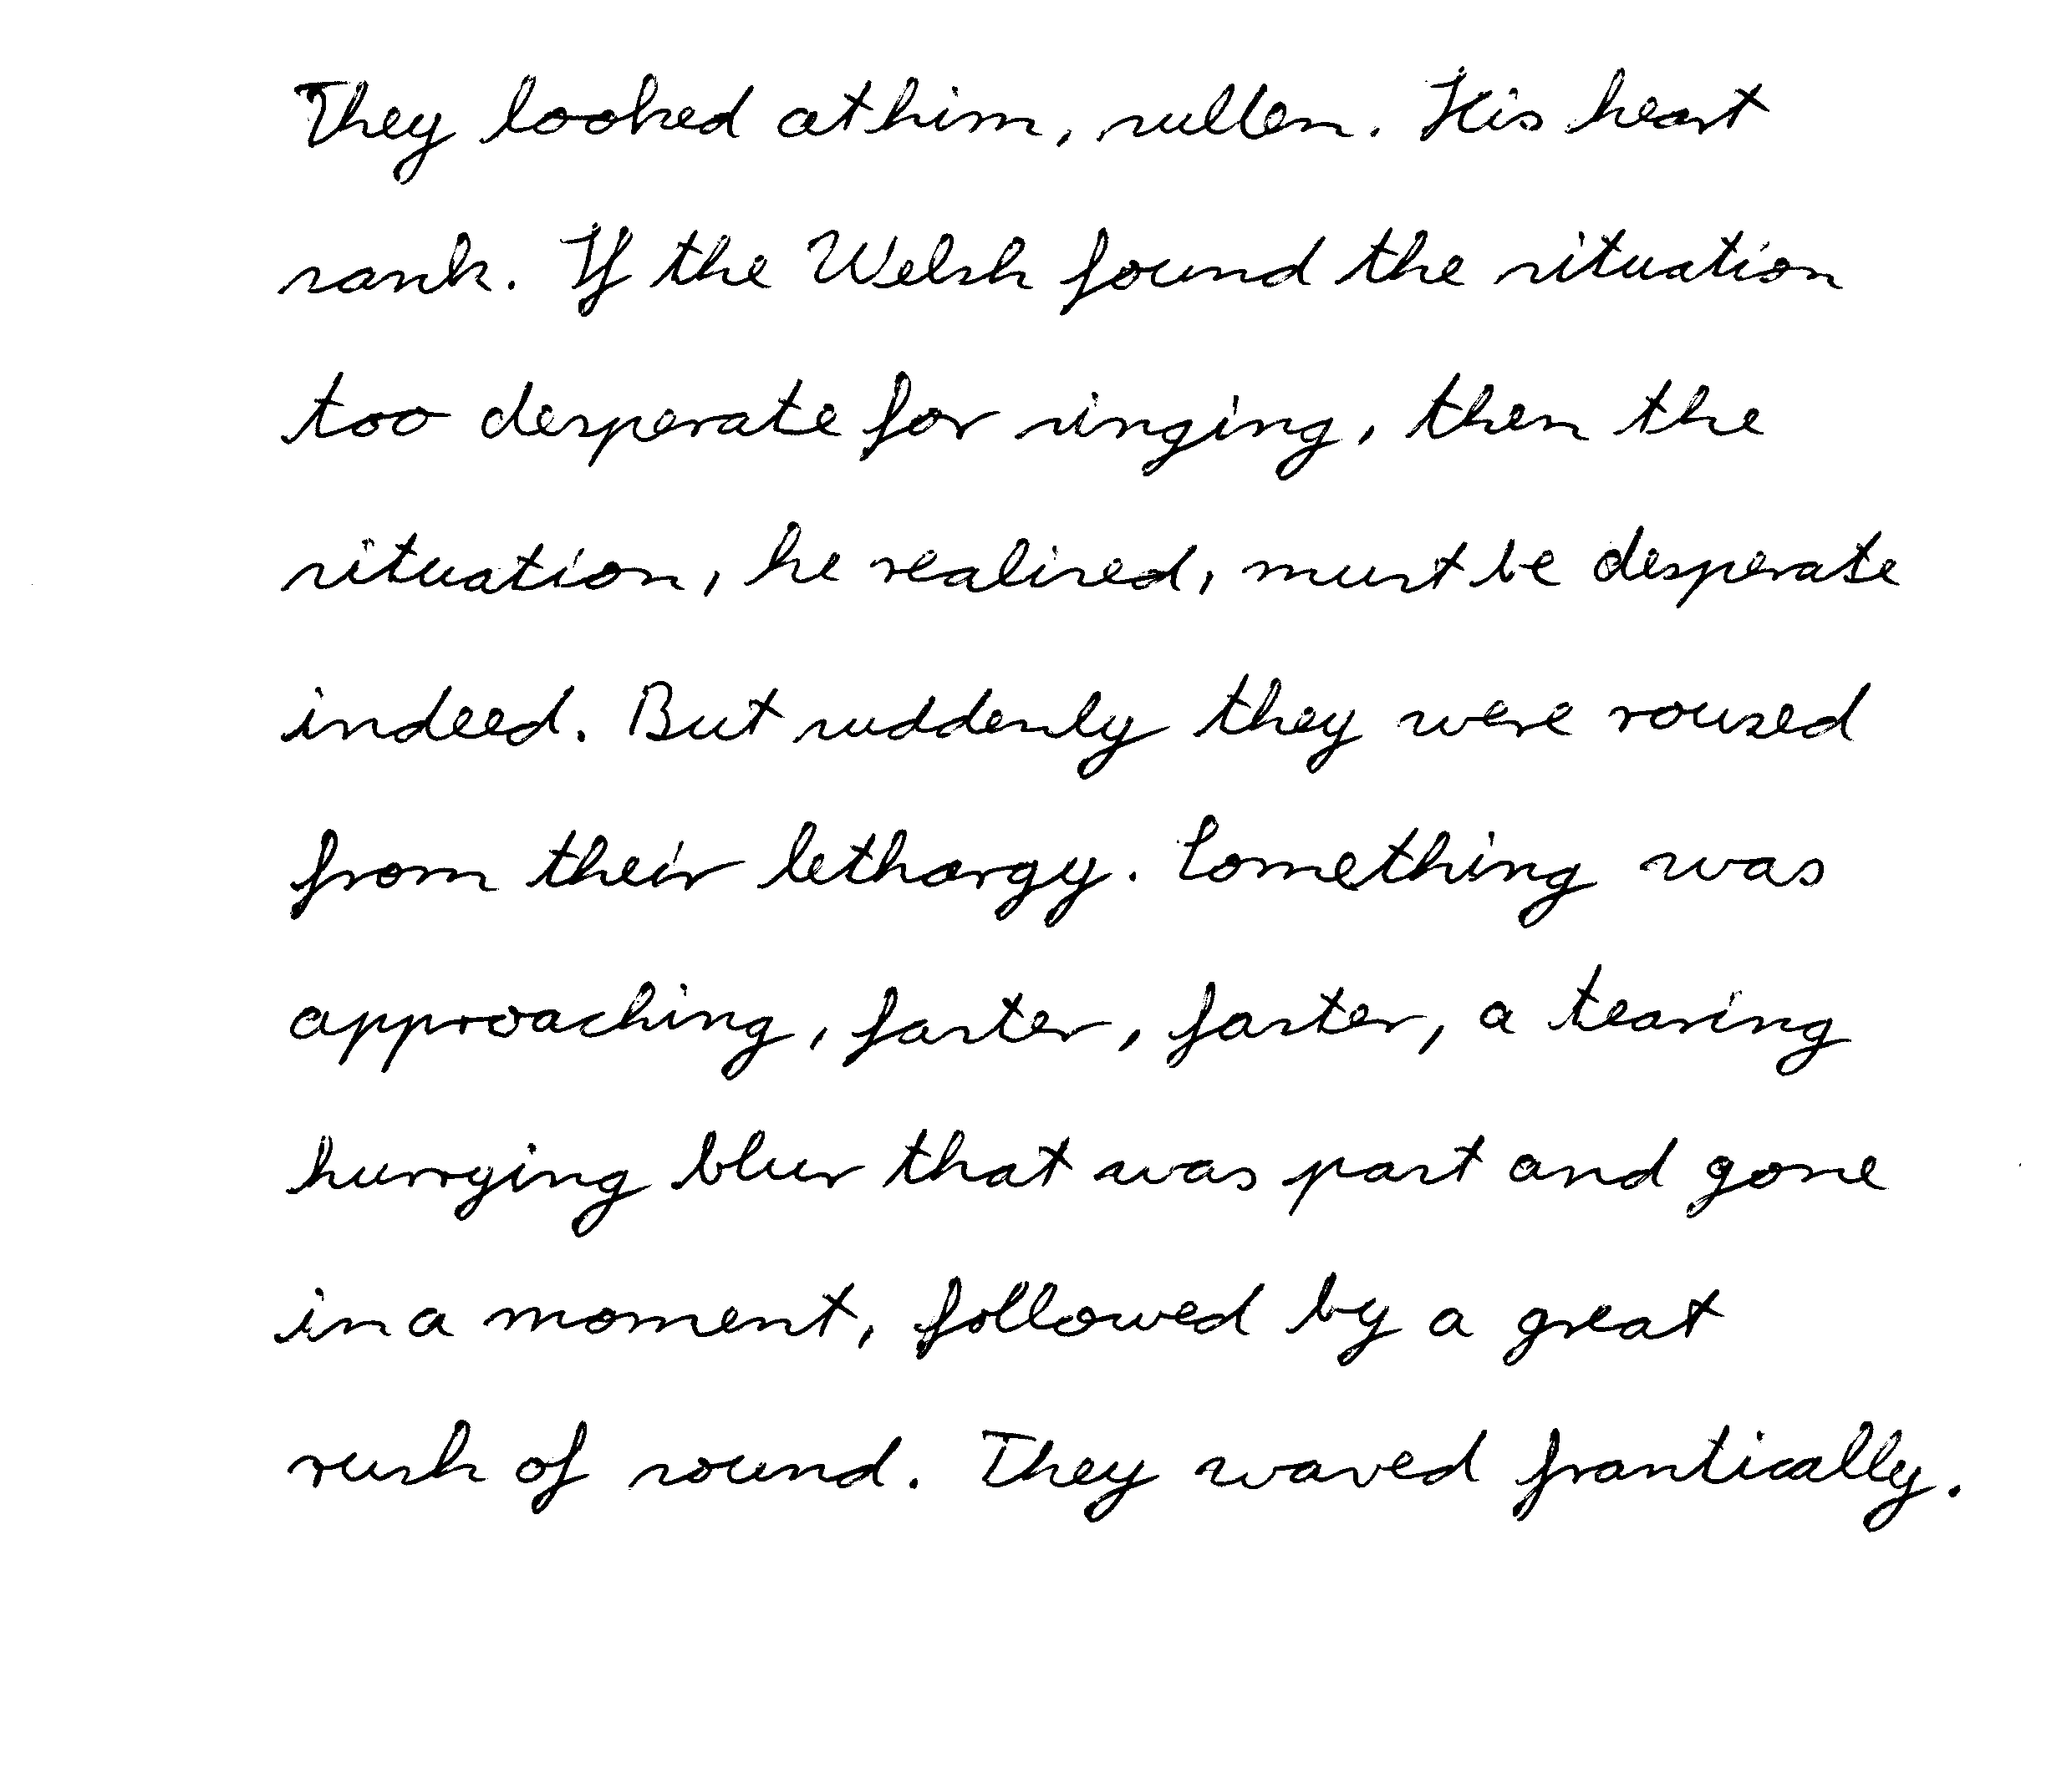 They looked at him, sullen. His heart
sank. If the Welsh found the situation
too desperate for singing, then the
situation, he realised, must be desperate
indeed. But suddenly they were roused
from their lethargy. Something was
approaching, faster, faster, a tearing
hurrying blur that was past and gone
in a moment, followed by a great
rush of sound. They waved frantically.